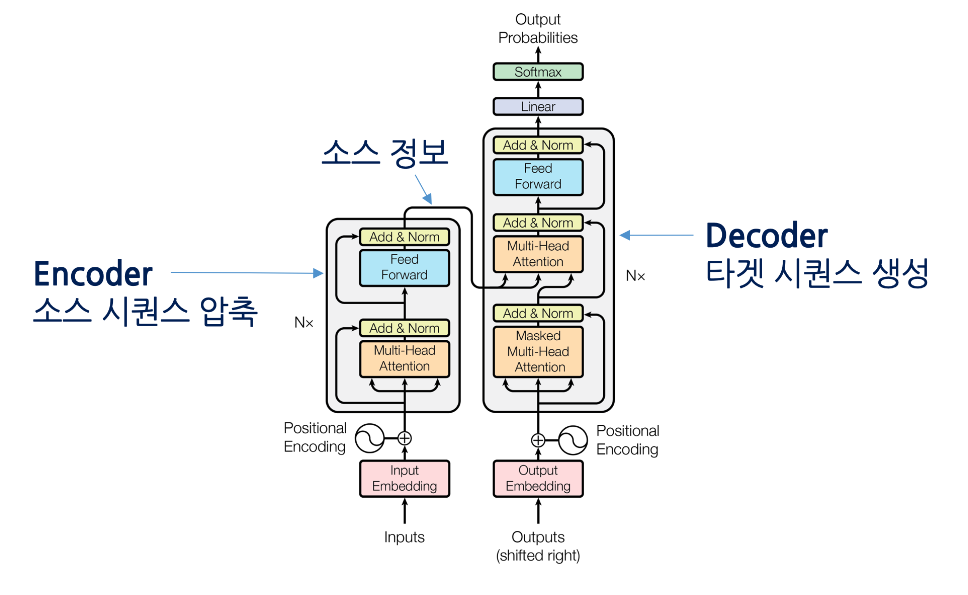 Output
Probabilities
Softmax
Linear
Add & Norm
Feed
Forward
Add & Norm
Multi-Head
Attention
N×
Add & Norm
Masked
Multi-Head
Attention
Decoder
타겟 시퀀스 생성
소스 정보
Encoder
소스 시퀀스 압축
Add & Norm
Feed
Forward
N×
Add & Norm
Multi-Head
Attention
Positional
Encoding
Positional
Encoding
Input
Embedding
Output
Embedding
Inputs
Outputs
(shifted right)